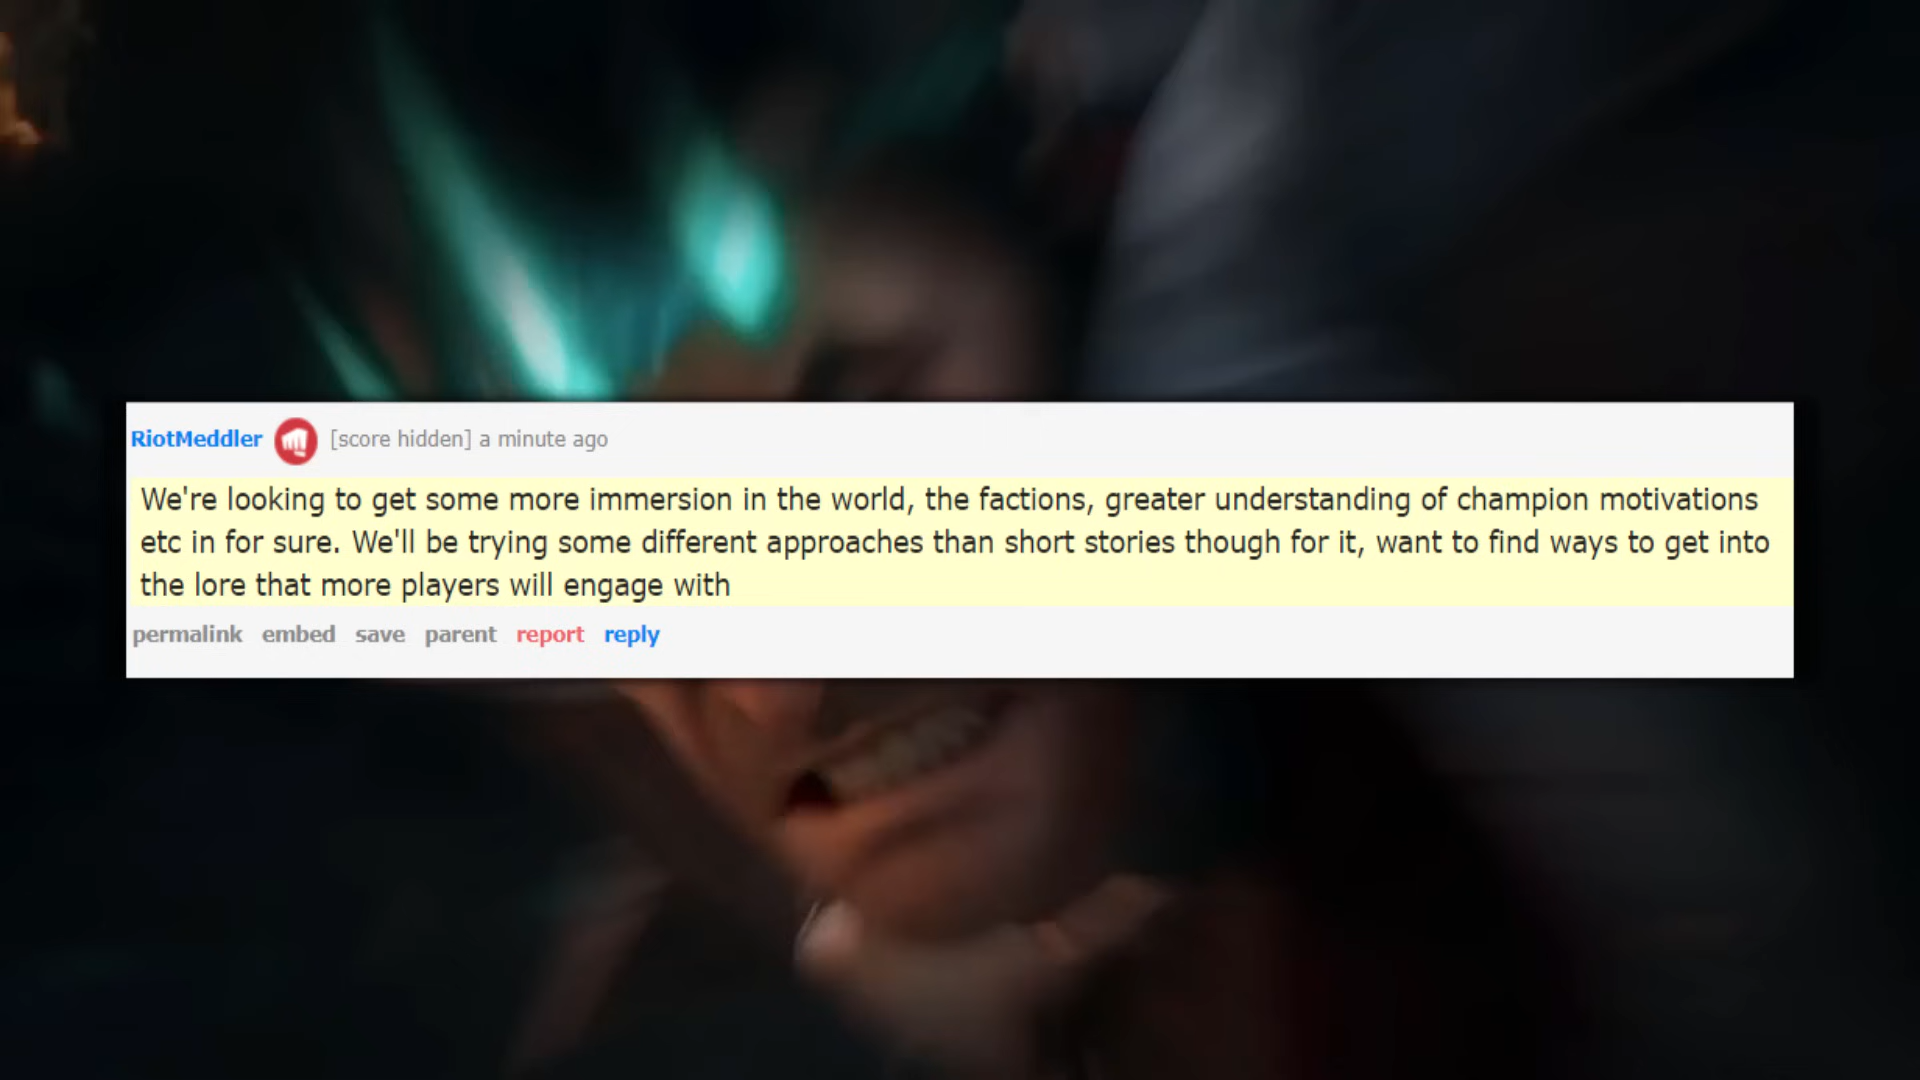 RiotMeddler [score hidden] a minute ago
We're looking to get some more immersion in the world, the factions, greater understanding of champion motivations
etc in for sure. We'll be trying some different approaches than short stories though for it, want to find ways to get into
the lore that more players will engage with
permalink embed save parent report reply